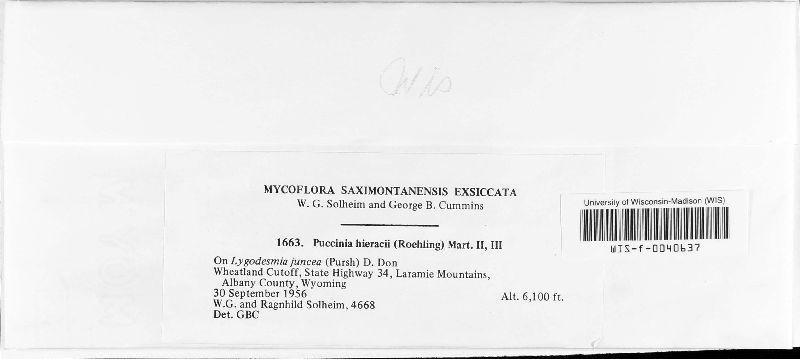 Wis
MYCOFLORA SAXIMONTANENSIS EXSICCATA
W. G. Solheim and George B. Cummins
1663. Puccinia hieracii (Roehling) Mart. II, III
On Lygodesmia juncea (Pursh) D. Don
Wheatland Cutoff, State Highway 34, Laramie Mountains,
Albany County, Wyoming
30 September 1956 Alt. 6,100 ft.
W.G. and Ragnhild Solheim, 4668
Det. GBC
University of Wisconsin-Madison (WIS)
WIS-f-0040637